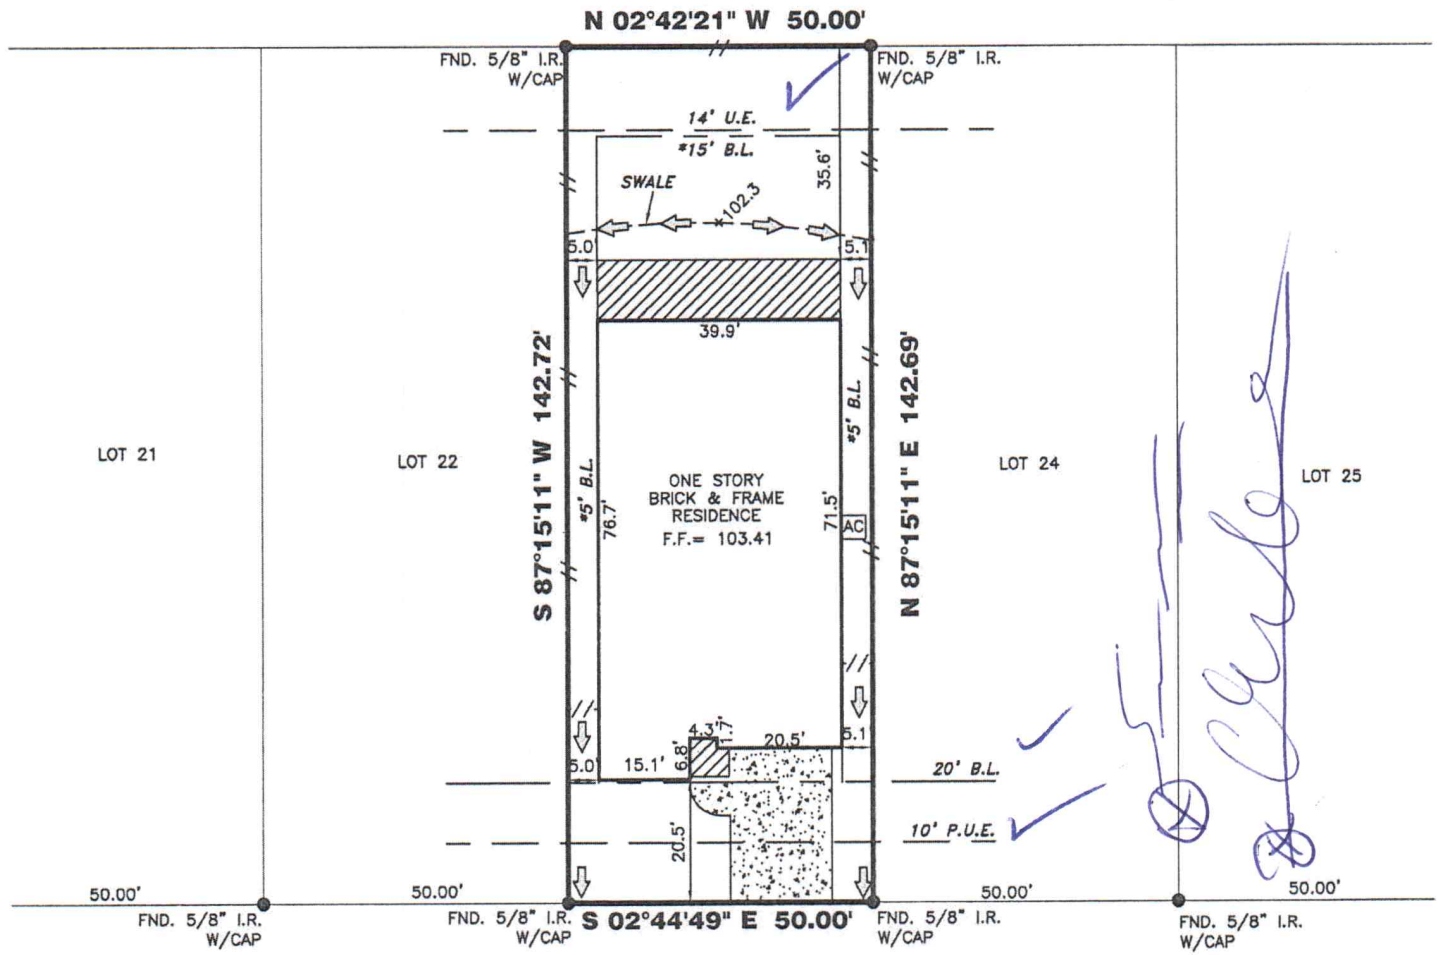 N 02°42'21" W 50.00'
FND. 5/8" I.R.
W/CAP
FND. 5/8" I.R.
W/CAP
14' U.E.
*15' B.L.
35.6'
SWALE
102.3
5.0'
5.1'
39.9'
S 87°15'11" W 142.72'
N 87°15'11" E 142.69'
*5' B.L.
*5' B.L.
LOT 21
LOT 22
ONE STORY
BRICK & FRAME
RESIDENCE
F.F.= 103.41
76.7'
71.5'
AC
LOT 24
LOT 25
4.3'
1.7'
6.8'
20.5'
5.1'
5.0'
15.1'
20' B.L.
20.5'
10' P.U.E.
50.00'
50.00'
50.00'
50.00'
FND. 5/8" I.R.
W/CAP
FND. 5/8" I.R.
W/CAP
S 02°44'49" E 50.00'
FND. 5/8" I.R.
W/CAP
FND. 5/8" I.R.
W/CAP